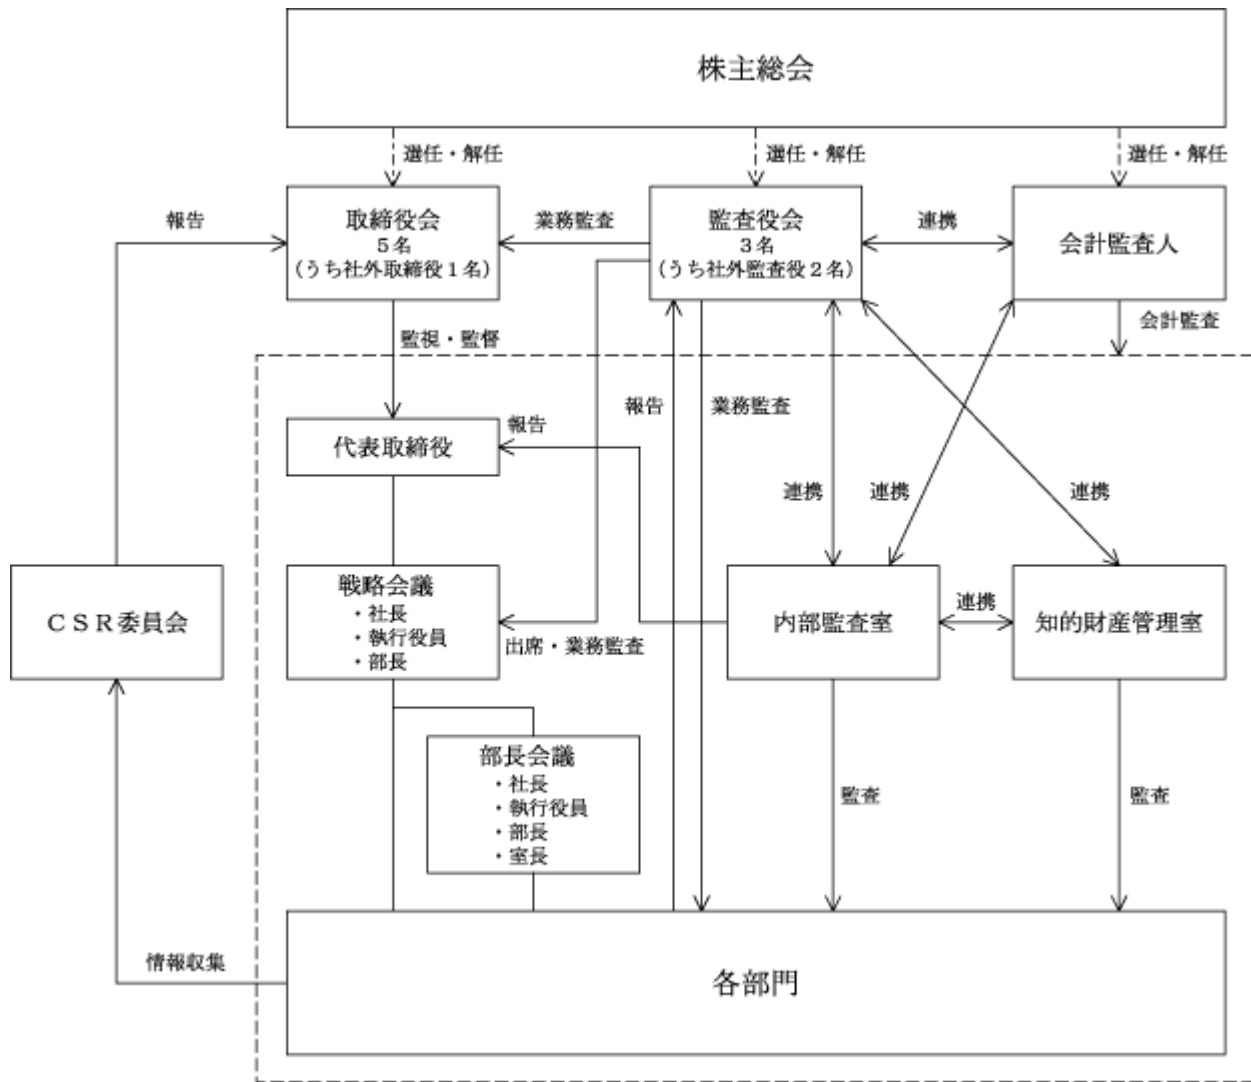 株主総会
選任・解任
選任・解任
選任・解任
報告
取締役会
５名
（うち社外取締役１名）
業務監査
監査役会
３名
（うち社外監査役２名）
連携
会計監査人
監視・監督
会計監査
代表取締役
報告
報告
業務監査
連携
連携
連携
ＣＳＲ委員会
戦略会議
・社長
・執行役員
・部長
出席・業務監査
内部監査室
連携
知的財産管理室
部長会議
・社長
・執行役員
・部長
・室長
監査
監査
情報収集
各部門